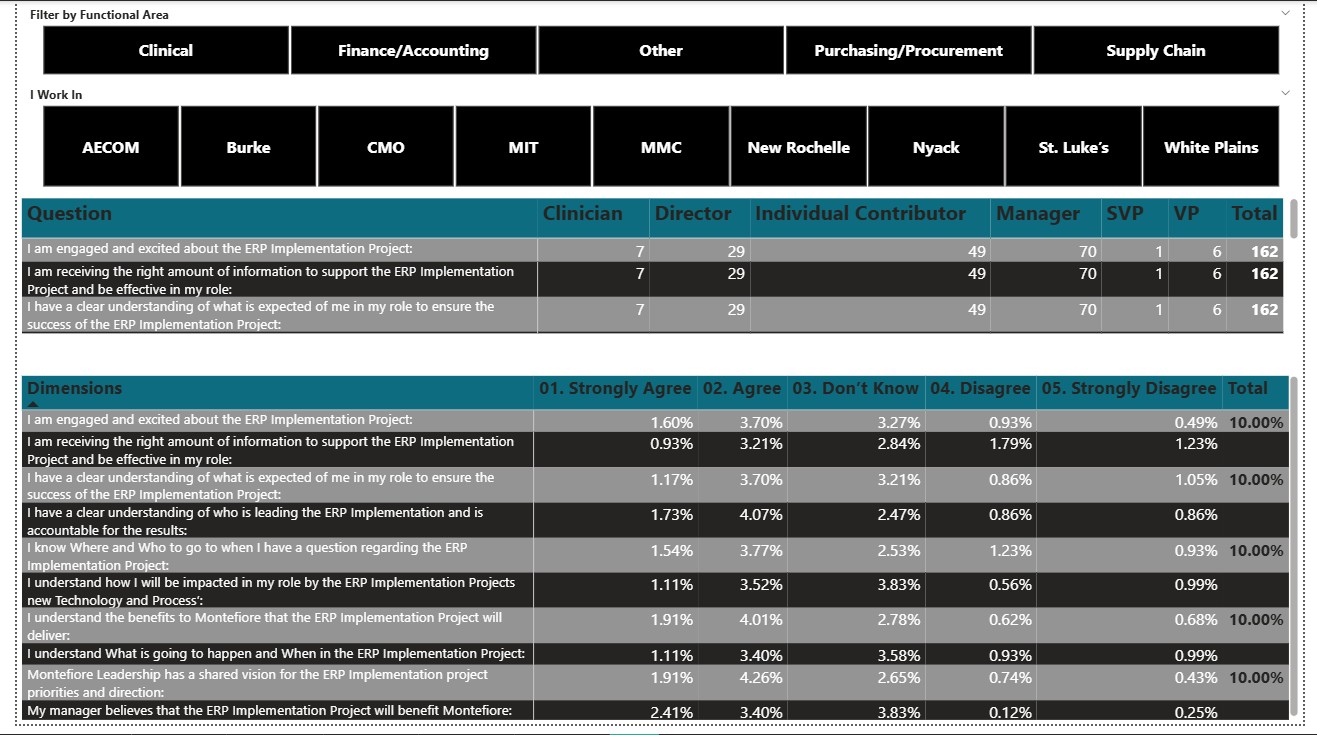 Filter by Functional Area
Clinical Finance/Accounting Other Purchasing/Procurement Supply Chain
I Work In
AECOM Burke CMO MIT MMC New Rochelle Nyack St. Luke's White Plains
Question Clinician Director Individual Contributor Manager SVP VP Total
I am engaged and excited about the ERP Implementation Project: 7 29 49 70 1 6 162
I am receiving the right amount of information to support the ERP Implementation 7 29 49 70 1 6 162
Project and be effective in my role:
I have a clear understanding of what is expected of me in my role to ensure the 7 29 49 70 1 6 162
success of the ERP Implementation Project:
Dimensions 01. Strongly Agree 02. Agree 03. Don't Know 04. Disagree 05. Strongly Disagree Total
I am engaged and excited about the ERP Implementation Project: 1.60% 3.70% 3.27% 0.93% 0.49% 10.00%
I am receiving the right amount of information to support the ERP Implementation 0.93% 3.21% 2.84% 1.79% 1.23%
Project and be effective in my role:
I have a clear understanding of what is expected of me in my role to ensure the 1.17% 3.70% 3.21% 0.86% 1.05% 10.00%
success of the ERP Implementation Project:
I have a clear understanding of who is leading the ERP Implementation and is 1.73% 4.07% 2.47% 0.86% 0.86%
accountable for the results:
I know Where and Who to go to when I have a question regarding the ERP 1.54% 3.77% 2.53% 1.23% 0.93% 10.00%
Implementation Project:
I understand how I will be impacted in my role by the ERP Implementation Projects 1.11% 3.52% 3.83% 0.56% 0.99%
new Technology and Process':
I understand the benefits to Montefiore that the ERP Implementation Project will 1.91% 4.01% 2.78% 0.62% 0.68% 10.00%
deliver:
I understand What is going to happen and When in the ERP Implementation Project: 1.11% 3.40% 3.58% 0.93% 0.99%
Montefiore Leadership has a shared vision for the ERP Implementation project 1.91% 4.26% 2.65% 0.74% 0.43% 10.00%
priorities and direction:
My manager believes that the ERP Implementation Project will benefit Montefiore: 2.41% 3.40% 3.83% 0.12% 0.25%